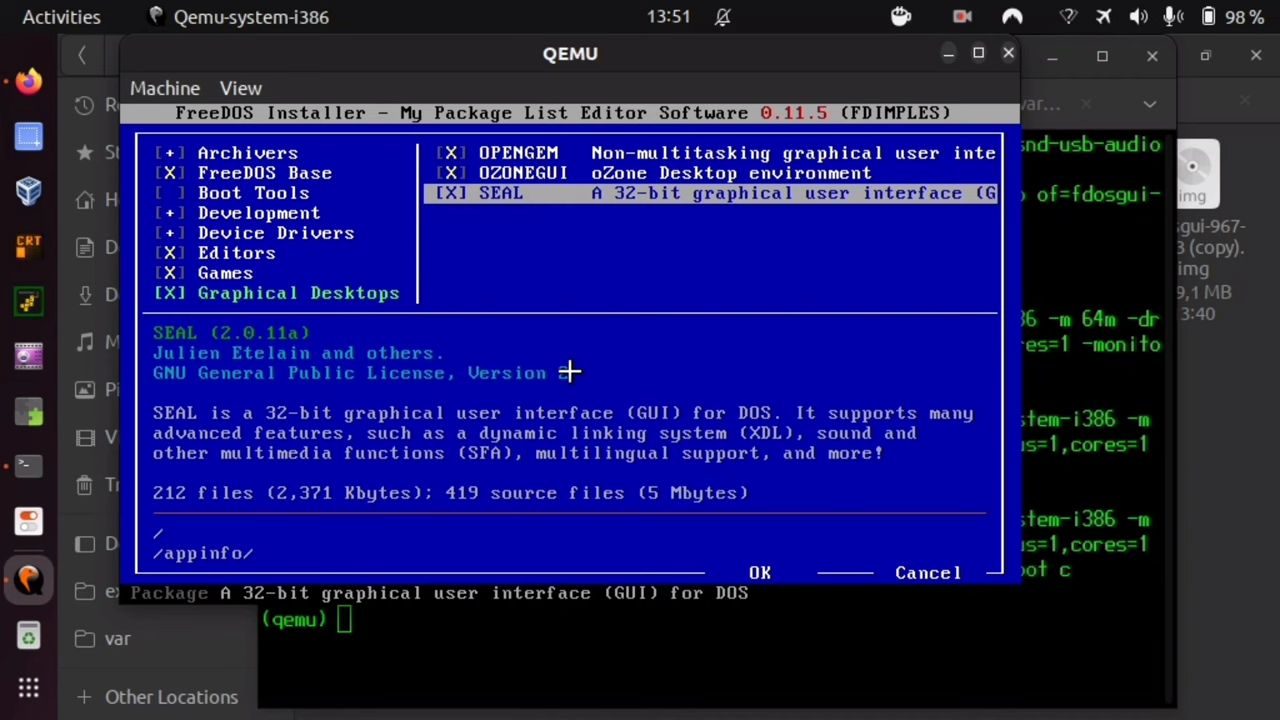 Activities
Qemu-system-i386
13:51
98 %
QEMU
Machine View
FreeDOS Installer - My Package List Editor Software 0.11.5 (FDIMPLES)
[+] Archivers
[X] FreeDOS Base
[ ] Boot Tools
[+] Development
[+] Device Drivers
[X] Editors
[X] Games
[X] Graphical Desktops
[X] OPENGEM Non-multitasking graphical user inte
[X] OZONEGUI oZone Desktop environment
[X] SEAL A 32-bit graphical user interface (G
SEAL (2.0.11a)
Julien Etelain and others.
GNU General Public License, Version
SEAL is a 32-bit graphical user interface (GUI) for DOS. It supports many
advanced features, such as a dynamic linking system (XDL), sound and
other multimedia functions (SFA), multilingual support, and more!
212 files (2,371 Kbytes); 419 source files (5 Mbytes)
/
/appinfo/
OK Cancel
Package A 32-bit graphical user interface (GUI) for DOS
(qemu)
var...
snd-usb-audio
o of=fdosgui-
86 -m 64m -dr
res=1 -monito
stem-i386 -m
us=1,cores=1
stem-i386 -m
us=1,cores=1
oot c
img
sgui-967-
3 (copy).
img
9,1 MB
3:40
CRT
R
St
H
D
D
M
Pi
V
Tr
D
ex
var
+ Other Locations